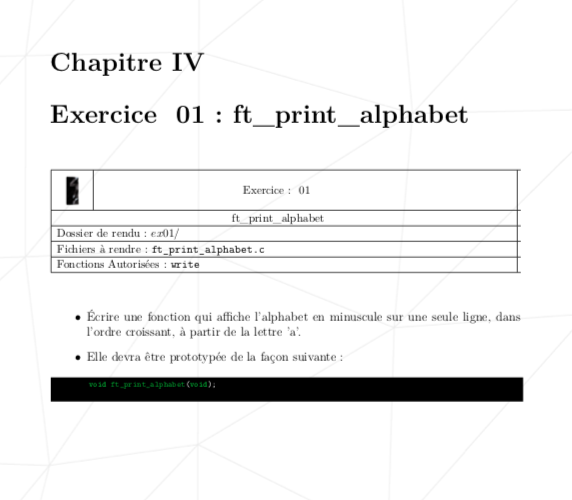 Chapitre IV
Exercice 01 : ft_print_alphabet
Exercice : 01
ft_print_alphabet
Dossier de rendu : ex01/
Fichiers à rendre : ft_print_alphabet.c
Fonctions Autorisées : write
• Écrire une fonction qui affiche l'alphabet en minuscule sur une seule ligne, dans
l'ordre croissant, à partir de la lettre 'a'.
• Elle devra être prototypée de la façon suivante :
void ft_print_alphabet(void);